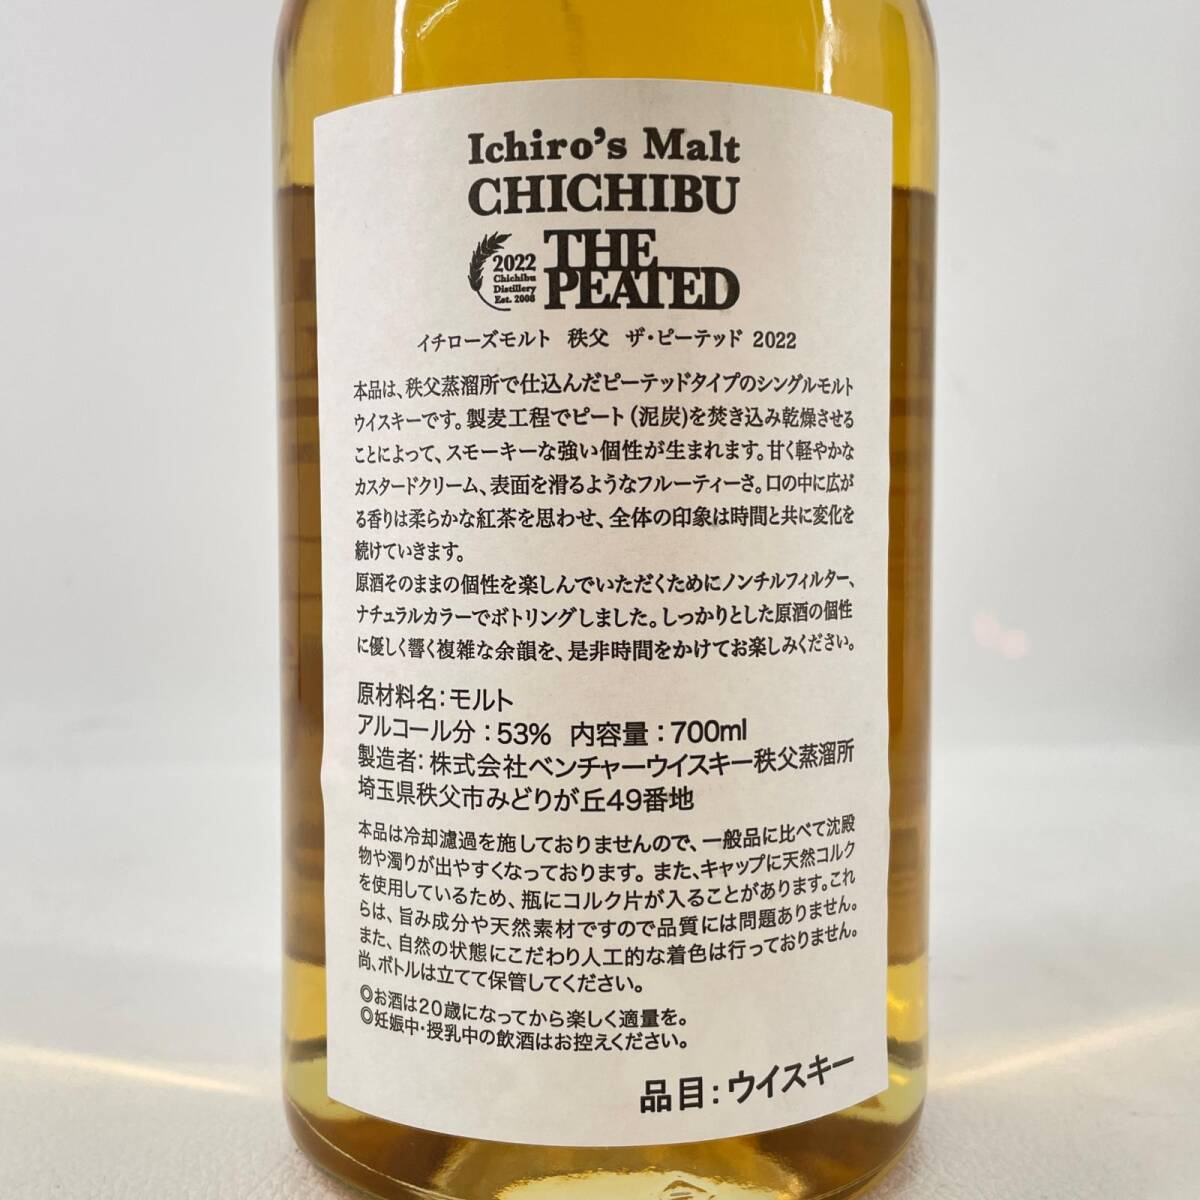 Ichiro's Malt
CHICHIBU
2022
Chichibu
Distillery
Est. 2008
THE
PEATED
イチローズモルト 秩父 ザ・ピーテッド 2022
本品は、秩父蒸溜所で仕込んだピーテッドタイプのシングルモルト
ウイスキーです。製麦工程でピート(泥炭)を焚き込み乾燥させる
ことによって、スモーキーな強い個性が生まれます。甘く軽やかな
カスタードクリーム、表面を滑るようなフルーティーさ。口の中に広が
る香りは柔らかな紅茶を思わせ、全体の印象は時間と共に変化を
続けていきます。
原酒そのままの個性を楽しんでいただくためにノンチルフィルター、
ナチュラルカラーでボトリングしました。しっかりとした原酒の個性
に優しく響く複雑な余韻を、是非時間をかけてお楽しみください。
原材料名:モルト
アルコール分:53% 内容量:700ml
製造者:株式会社ベンチャーウイスキー秩父蒸溜所
埼玉県秩父市みどりが丘49番地
本品は冷却濾過を施しておりませんので、一般品に比べて沈殿
物や濁りが出やすくなっております。また、キャップに天然コルク
を使用しているため、瓶にコルク片が入ることがあります。これ
らは、旨み成分や天然素材ですので品質には問題ありません。
また、自然の状態にこだわり人工的な着色は行っておりません。
尚、ボトルは立てて保管してください。
◎お酒は20歳になってから楽しく適量を。
◎妊娠中・授乳中の飲酒はお控えください。
品目:ウイスキー